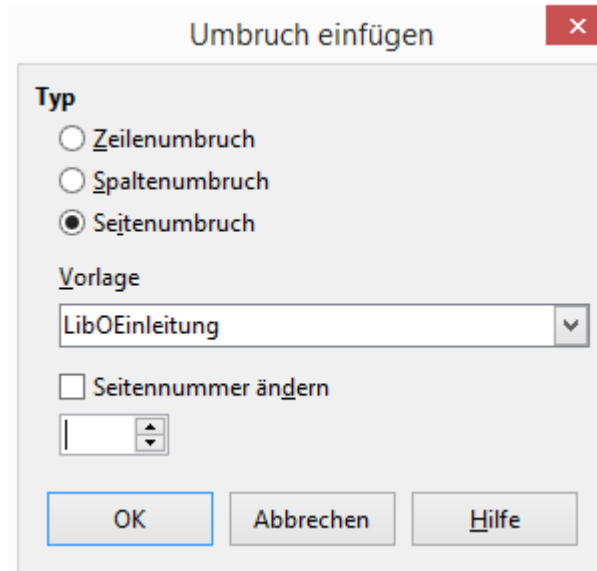 Umbruch einfügen
Typ
Zeilenumbruch
Spaltenumbruch
Seitenumbruch
Vorlage
LibOEinleitung
Seitennummer ändern
OK Abbrechen Hilfe